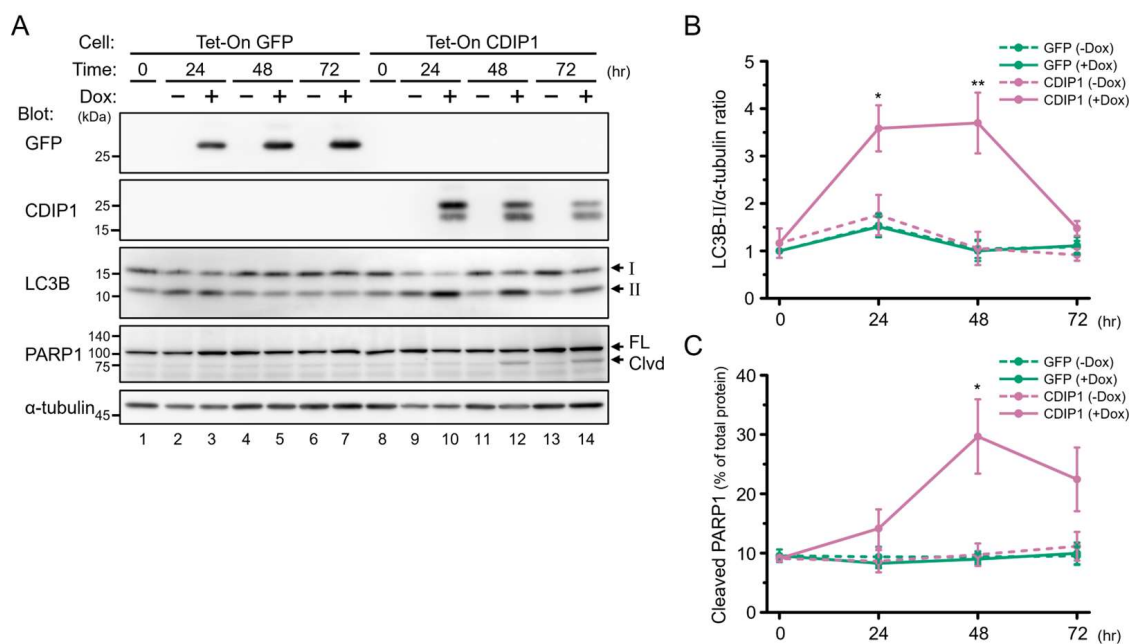 A
Cell: Tet-On GFP Tet-On CDIP1
Time: 0 24 48 72 0 24 48 72 (hr)
Dox: − + − + − + − + − + − +
Blot: (kDa)
GFP 25
CDIP1 25
15
LC3B 15 I
10 II
PARP1 140
100 FL
75 Clvd
α-tubulin 45
1 2 3 4 5 6 7 8 9 10 11 12 13 14
B
GFP (-Dox)
GFP (+Dox)
CDIP1 (-Dox)
CDIP1 (+Dox)
LC3B-II/α-tubulin ratio
5
4
3
2
1
0
* **
0 24 48 72 (hr)
C
GFP (-Dox)
GFP (+Dox)
CDIP1 (-Dox)
CDIP1 (+Dox)
Cleaved PARP1 (% of total protein)
40
30
20
10
0
*
0 24 48 72 (hr)